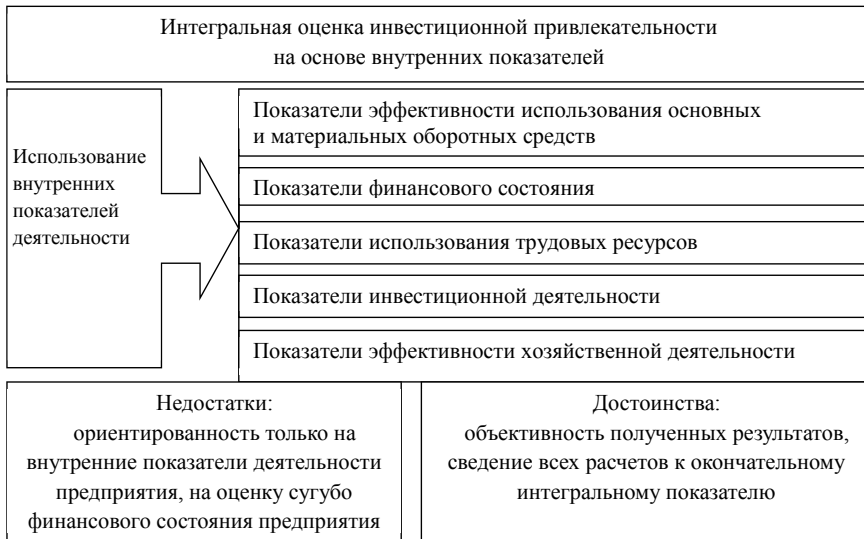 Интегральная оценка инвестиционной привлекательности
на основе внутренних показателей
Использование
внутренних
показателей
деятельности
Показатели эффективности использования основных
и материальных оборотных средств
Показатели финансового состояния
Показатели использования трудовых ресурсов
Показатели инвестиционной деятельности
Показатели эффективности хозяйственной деятельности
Недостатки:
ориентированность только на
внутренние показатели деятельности
предприятия, на оценку сугубо
финансового состояния предприятия
Достоинства:
объективность полученных результатов,
сведение всех расчетов к окончательному
интегральному показателю